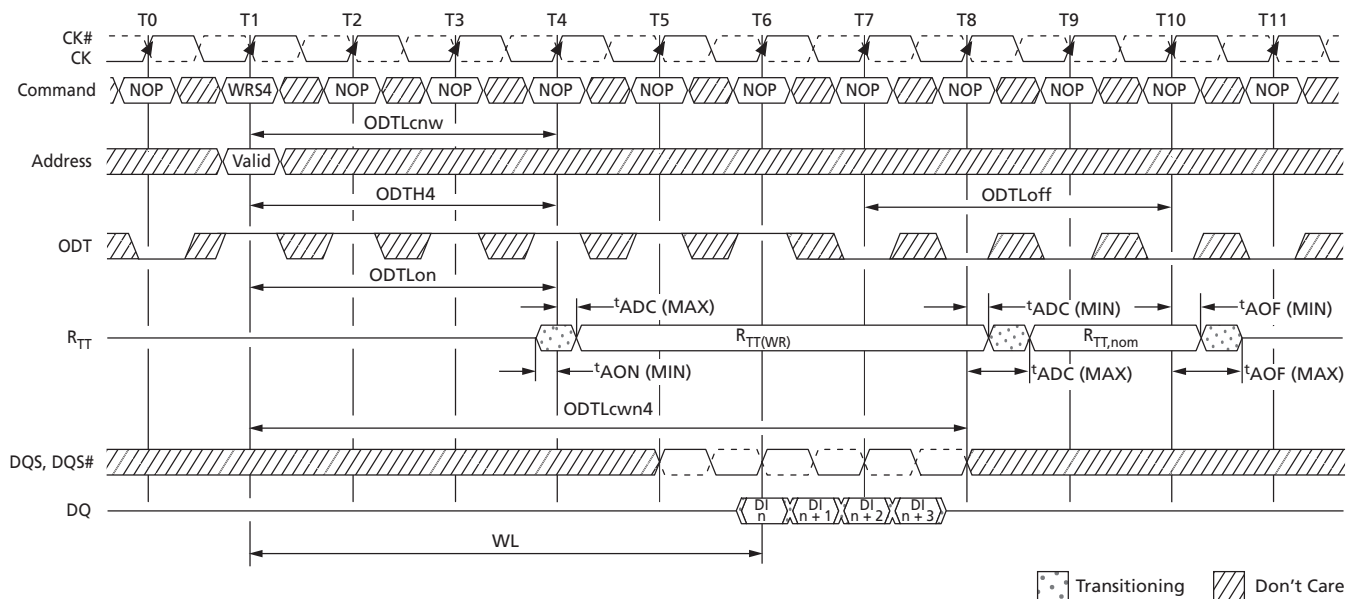 T0 T1 T2 T3 T4 T5 T6 T7 T8 T9 T10 T11
CK#
CK
Command NOP WRS4 NOP NOP NOP NOP NOP NOP NOP NOP NOP NOP
ODTLcnw
Address Valid
ODTH4 ODTLoff
ODT
ODTLon
tADC (MAX) tADC (MIN) tAOF (MIN)
RTT RTT(WR) RTT,nom
tAON (MIN) tADC (MAX) tAOF (MAX)
ODTLcwn4
DQS, DQS#
DQ DI n DI n + 1 DI n + 2 DI n + 3
WL
Transitioning Don't Care